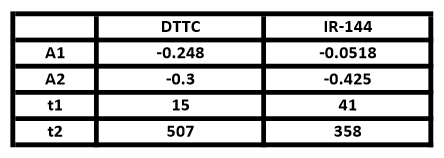 DTTC IR-144
A1 -0.248 -0.0518
A2 -0.3 -0.425
t1 15 41
t2 507 358